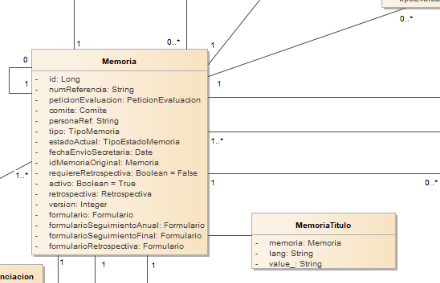 0..*
1
0..*
1
0
1
1
Memoria
- id: Long
- numReferencia: String
- peticionEvaluacion: PeticionEvaluacion
- comite: Comite
- personaRef: String
- tipo: TipoMemoria
- estadoActual: TipoEstadoMemoria
- fechaEnvioSecretaria: Date
- idMemoriaOriginal: Memoria
- requiereRetrospectiva: Boolean = False
- activo: Boolean = True
- retrospectiva: Retrospectiva
- version: Integer
- formulario: Formulario
- formularioSeguimientoAnual: Formulario
- formularioSeguimientoFinal: Formulario
- formularioRetrospectiva: Formulario
1..*
1..*
1
0..*
MemoriaTitulo
- memoria: Memoria
- lang: String
- value_: String
1
1
1
nciacion